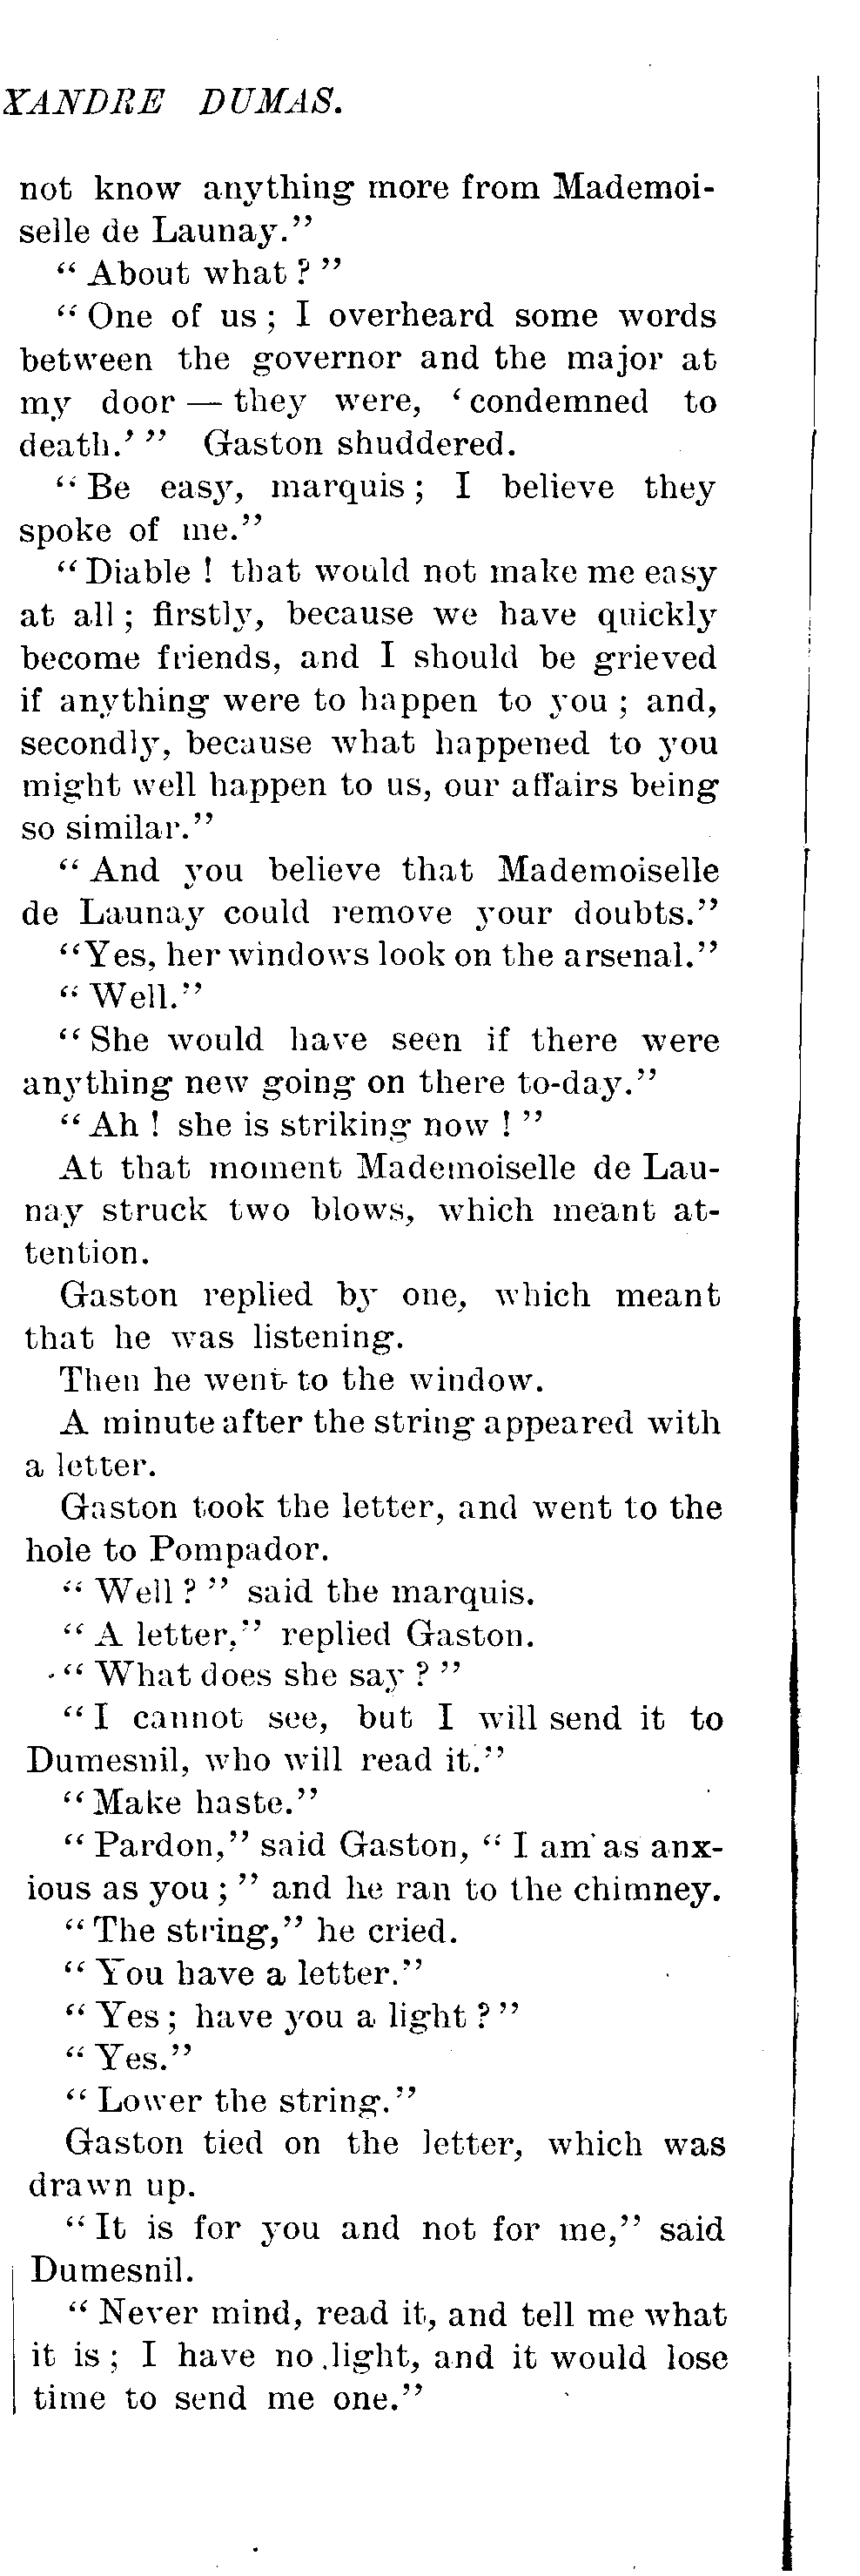 XANDRE DUMAS.
not know anything more from Mademoi-
selle de Launay."
" About what ? "
" One of us ; I overheard some words
between the governor and the major at
my door — they were, ‘ condemned to
death.’ " Gaston shuddered.
" Be easy, marquis ; I believe they
spoke of me."
" Diable ! that would not make me easy
at all ; firstly, because we have quickly
become friends, and I should be grieved
if anything were to happen to you ; and,
secondly, because what happened to you
might well happen to us, our affairs being
so similar."
" And you believe that Mademoiselle
de Launay could remove your doubts."
"Yes, her windows look on the arsenal."
" Well."
" She would have seen if there were
anything new going on there to-day."
" Ah ! she is striking now ! "
At that moment Mademoiselle de Lau-
nay struck two blows, which meant at-
tention.
Gaston replied by one, which meant
that he was listening.
Then he went to the window.
A minute after the string appeared with
a letter.
Gaston took the letter, and went to the
hole to Pompador.
" Well ? " said the marquis.
" A letter," replied Gaston.
" What does she say ? "
" I cannot see, but I will send it to
Dumesnil, who will read it."
" Make haste."
" Pardon," said Gaston, " I am as anx-
ious as you ; " and he ran to the chimney.
" The string," he cried.
" You have a letter."
" Yes ; have you a light ? "
" Yes."
" Lower the string."
Gaston tied on the letter, which was
drawn up.
" It is for you and not for me," said
Dumesnil.
" Never mind, read it, and tell me what
it is ; I have no light, and it would lose
time to send me one."